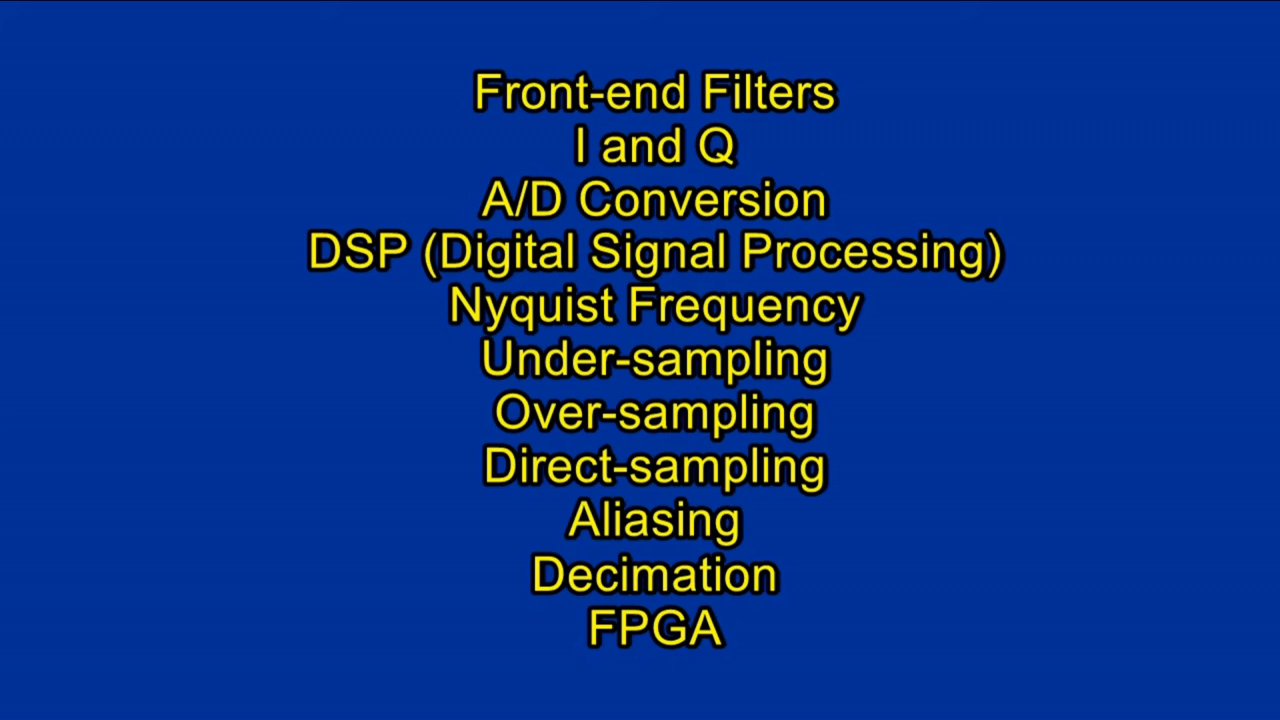 Front-end Filters
I and Q
A/D Conversion
DSP (Digital Signal Processing)
Nyquist Frequency
Under-sampling
Over-sampling
Direct-sampling
Aliasing
Decimation
FPGA